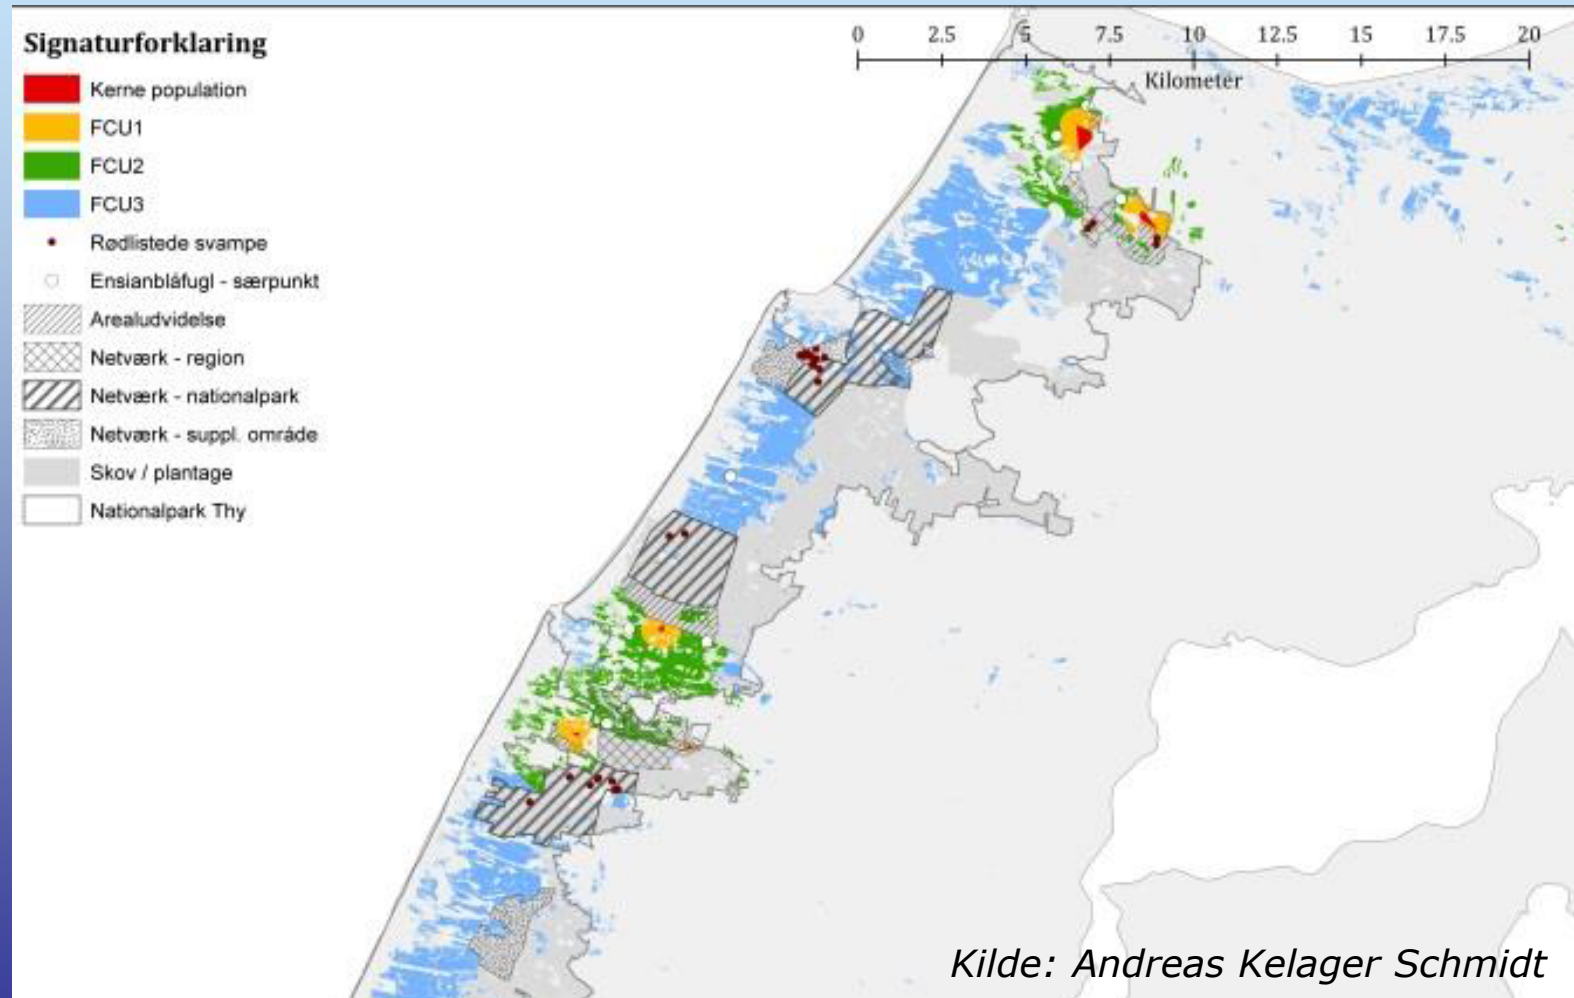 Signaturforklaring
Kerne population
FCU1
FCU2
FCU3
Rødlistede svampe
Ensianblåfugl - særpunkt
Arealudvidelse
Netværk - region
Netværk - nationalpark
Netværk - suppl. område
Skov / plantage
Nationalpark Thy
0 2.5 5 7.5 10 12.5 15 17.5 20
Kilometer
Kilde: Andreas Kelager Schmidt